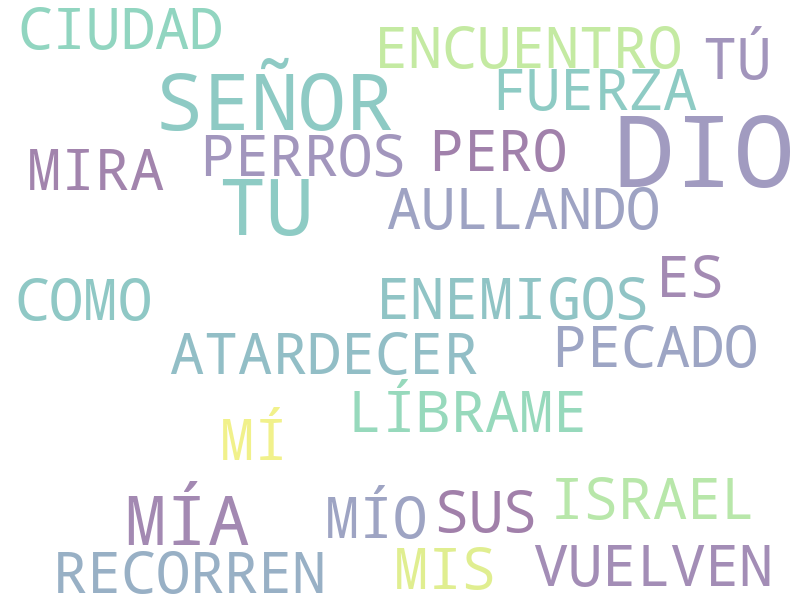 CIUDAD
ENCUENTRO
TÚ
SEÑOR
FUERZA
DIO
MIRA
PERROS
PERO
TU
AULLANDO
ES
COMO
ENEMIGOS
ATARDECER
PECADO
LÍBRAME
MÍ
ISRAEL
MÍA
MÍO
SUS
RECORREN
MIS
VUELVEN